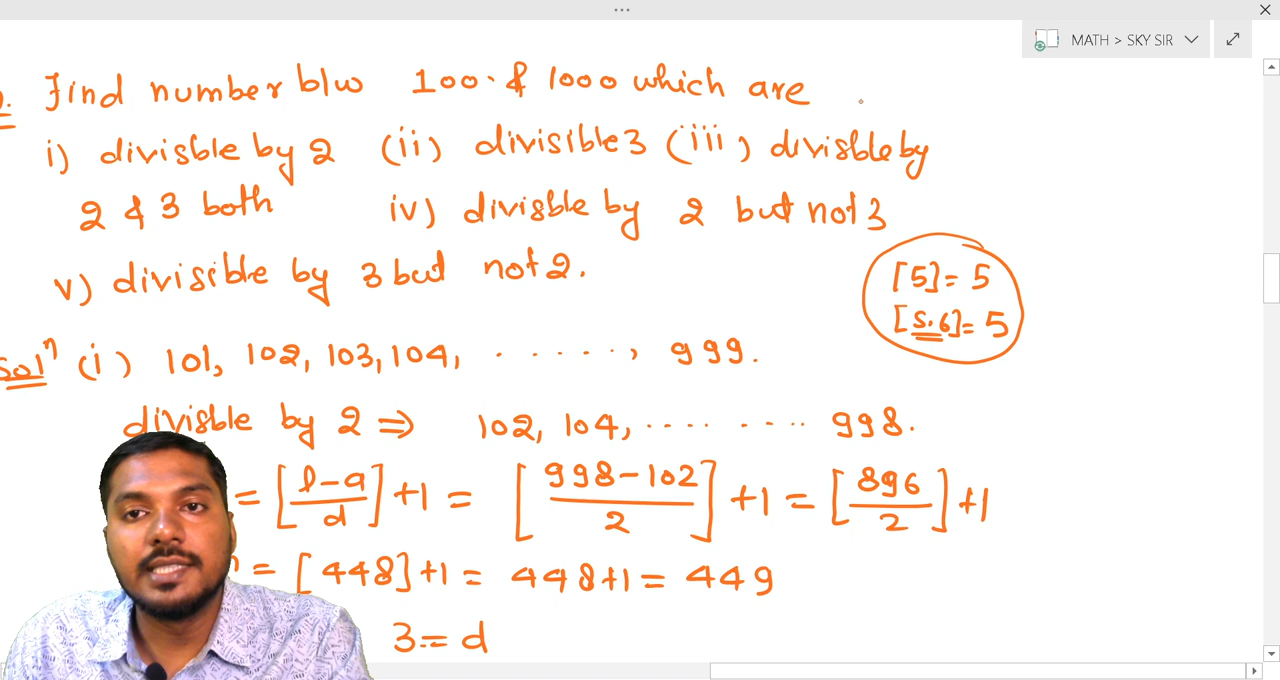 MATH > SKY SIR
Find number b/w 100 & 1000 which are
i) divisble by 2 (ii) divisible 3 (iii) divisble by
2 & 3 both iv) divisble by 2 but not 3
v) divisible by 3 but not 2.
[5] = 5
[5.6] = 5
Solⁿ (i) 101, 102, 103, 104, ......, 999.
divisble by 2 ⇒ 102, 104, ........ 998.
= [l-a/d] +1 = [998-102/2] +1 = [896/2] +1
= [448] +1 = 448+1 = 449
3 = d